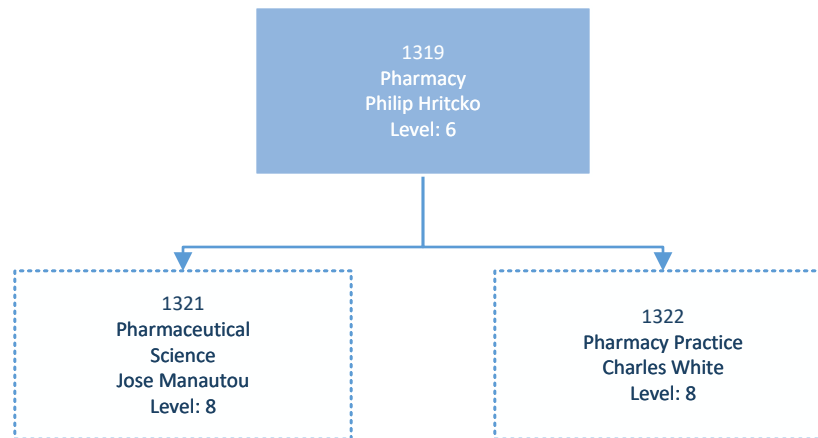 1319
Pharmacy
Philip Hritcko
Level: 6
1321
Pharmaceutical
Science
Jose Manautou
Level: 8
1322
Pharmacy Practice
Charles White
Level: 8